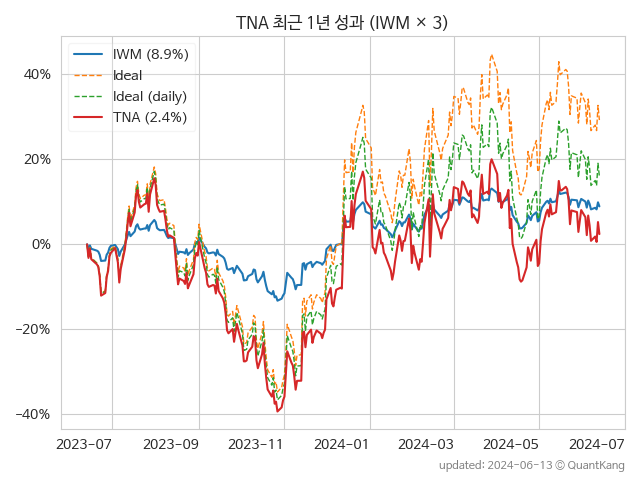 TNA 최근 1년 성과 (IWM × 3)
IWM (8.9%)
Ideal
Ideal (daily)
TNA (2.4%)
40%
20%
0%
−20%
−40%
2023-07 2023-09 2023-11 2024-01 2024-03 2024-05 2024-07
updated: 2024-06-13 ⓒ QuantKang